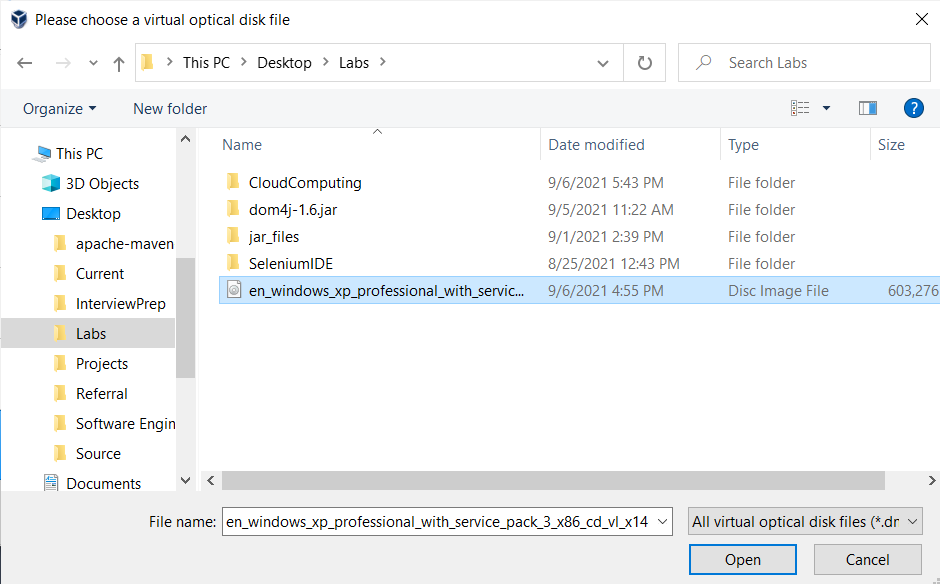 Please choose a virtual optical disk file
This PC Desktop Labs
Search Labs
Organize New folder
?
Name Date modified Type Size
This PC
3D Objects
Desktop
apache-maven
Current
InterviewPrep
Labs
Projects
Referral
Software Engin
Source
Documents
CloudComputing 9/6/2021 5:43 PM File folder
dom4j-1.6.jar 9/5/2021 11:22 AM File folder
jar_files 9/1/2021 2:39 PM File folder
SeleniumIDE 8/25/2021 12:43 PM File folder
en_windows_xp_professional_with_servic... 9/6/2021 4:55 PM Disc Image File 603,276
File name: en_windows_xp_professional_with_service_pack_3_x86_cd_vl_x14 All virtual optical disk files (*.dm
Open Cancel